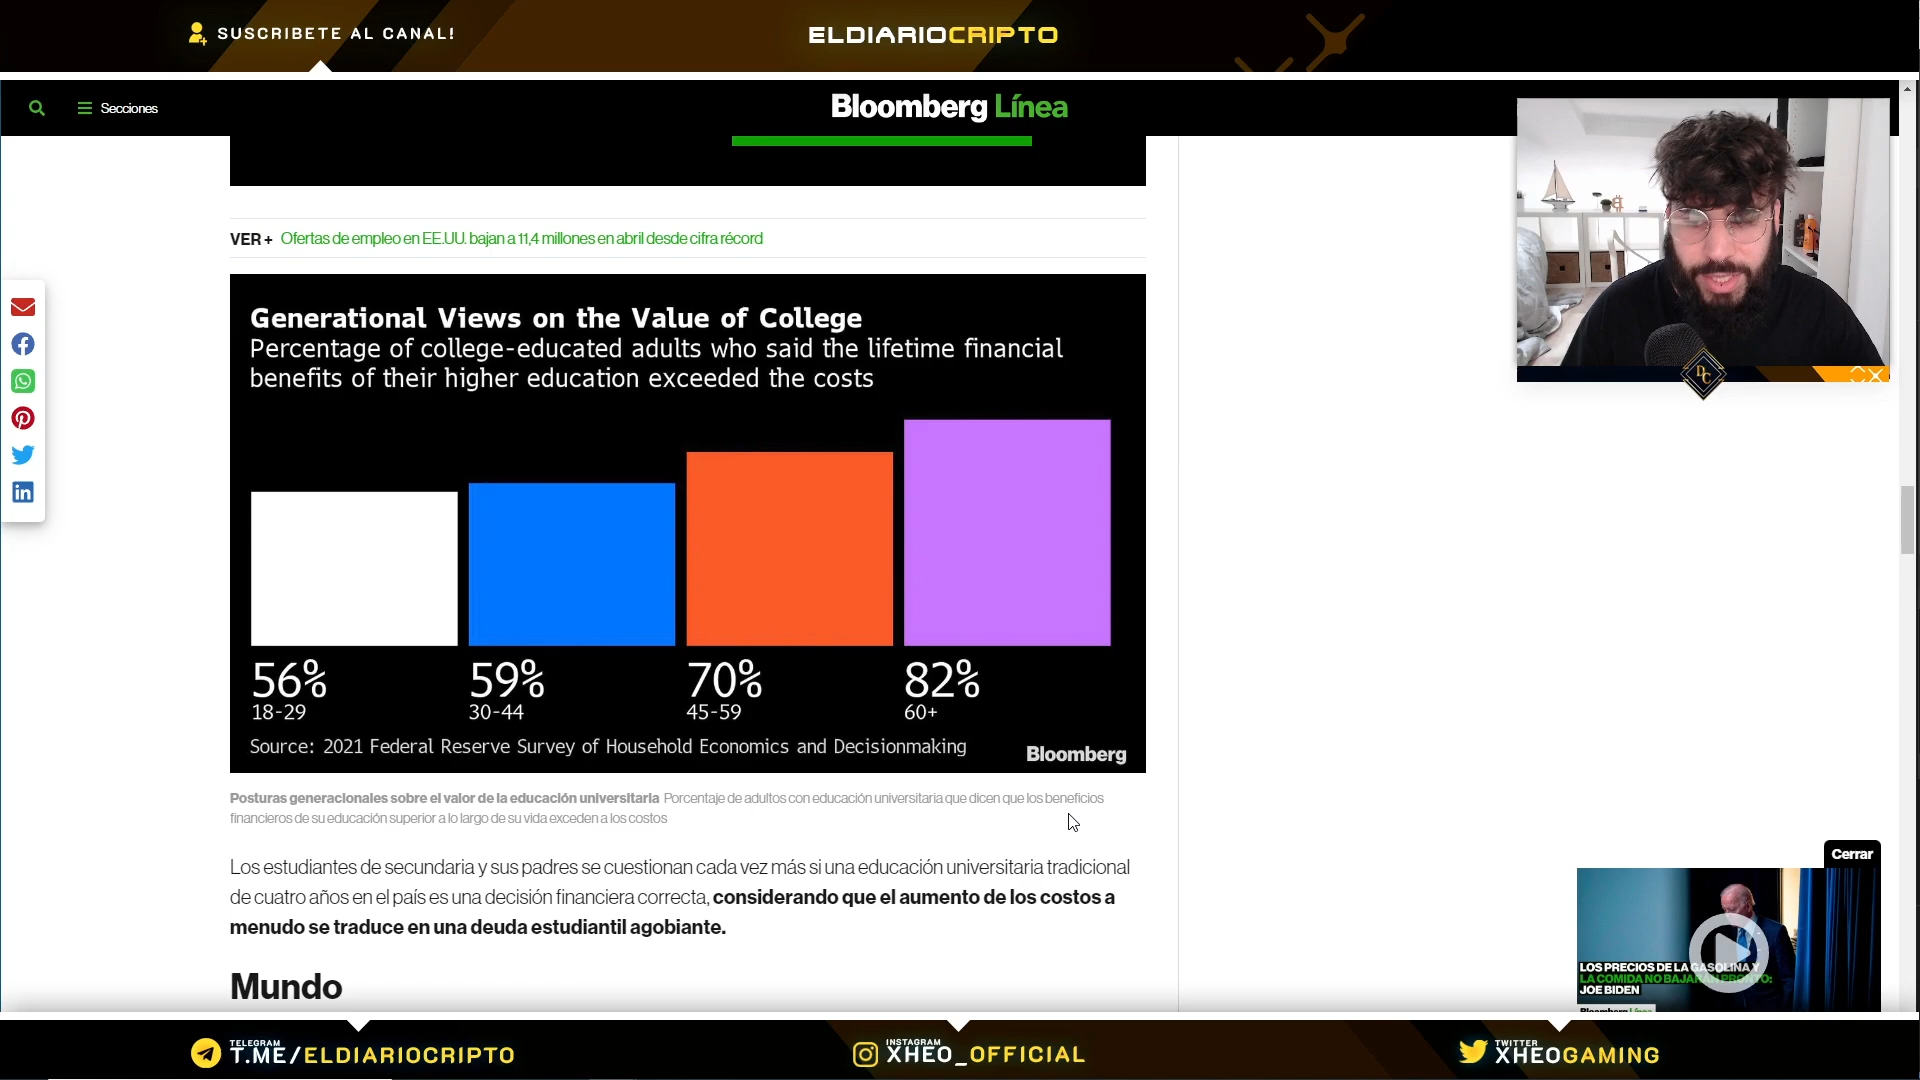 SUSCRIBETE AL CANAL!
ELDIARIOCRIPTO
Secciones
Bloomberg Línea
VER + Ofertas de empleo en EE.UU. bajan a 11,4 millones en abril desde cifra récord
Generational Views on the Value of College
Percentage of college-educated adults who said the lifetime financial
benefits of their higher education exceeded the costs
56% 59% 70% 82%
18-29 30-44 45-59 60+
Source: 2021 Federal Reserve Survey of Household Economics and Decisionmaking
Bloomberg
Posturas generacionales sobre el valor de la educación universitaria Porcentaje de adultos con educación universitaria que dicen que los beneficios
financieros de su educación superior a lo largo de su vida exceden a los costos
Los estudiantes de secundaria y sus padres se cuestionan cada vez más si una educación universitaria tradicional
de cuatro años en el país es una decisión financiera correcta, considerando que el aumento de los costos a
menudo se traduce en una deuda estudiantil agobiante.
Mundo
DC
Cerrar
LOS PRECIOS DE LA GASOLINA Y
LA COMIDA NO BAJARÁN PRONTO:
JOE BIDEN
Bloomberg Línea
TELEGRAM
T.ME/ELDIARIOCRIPTO
INSTAGRAM
XHEO_OFFICIAL
TWITTER
XHEOGAMING